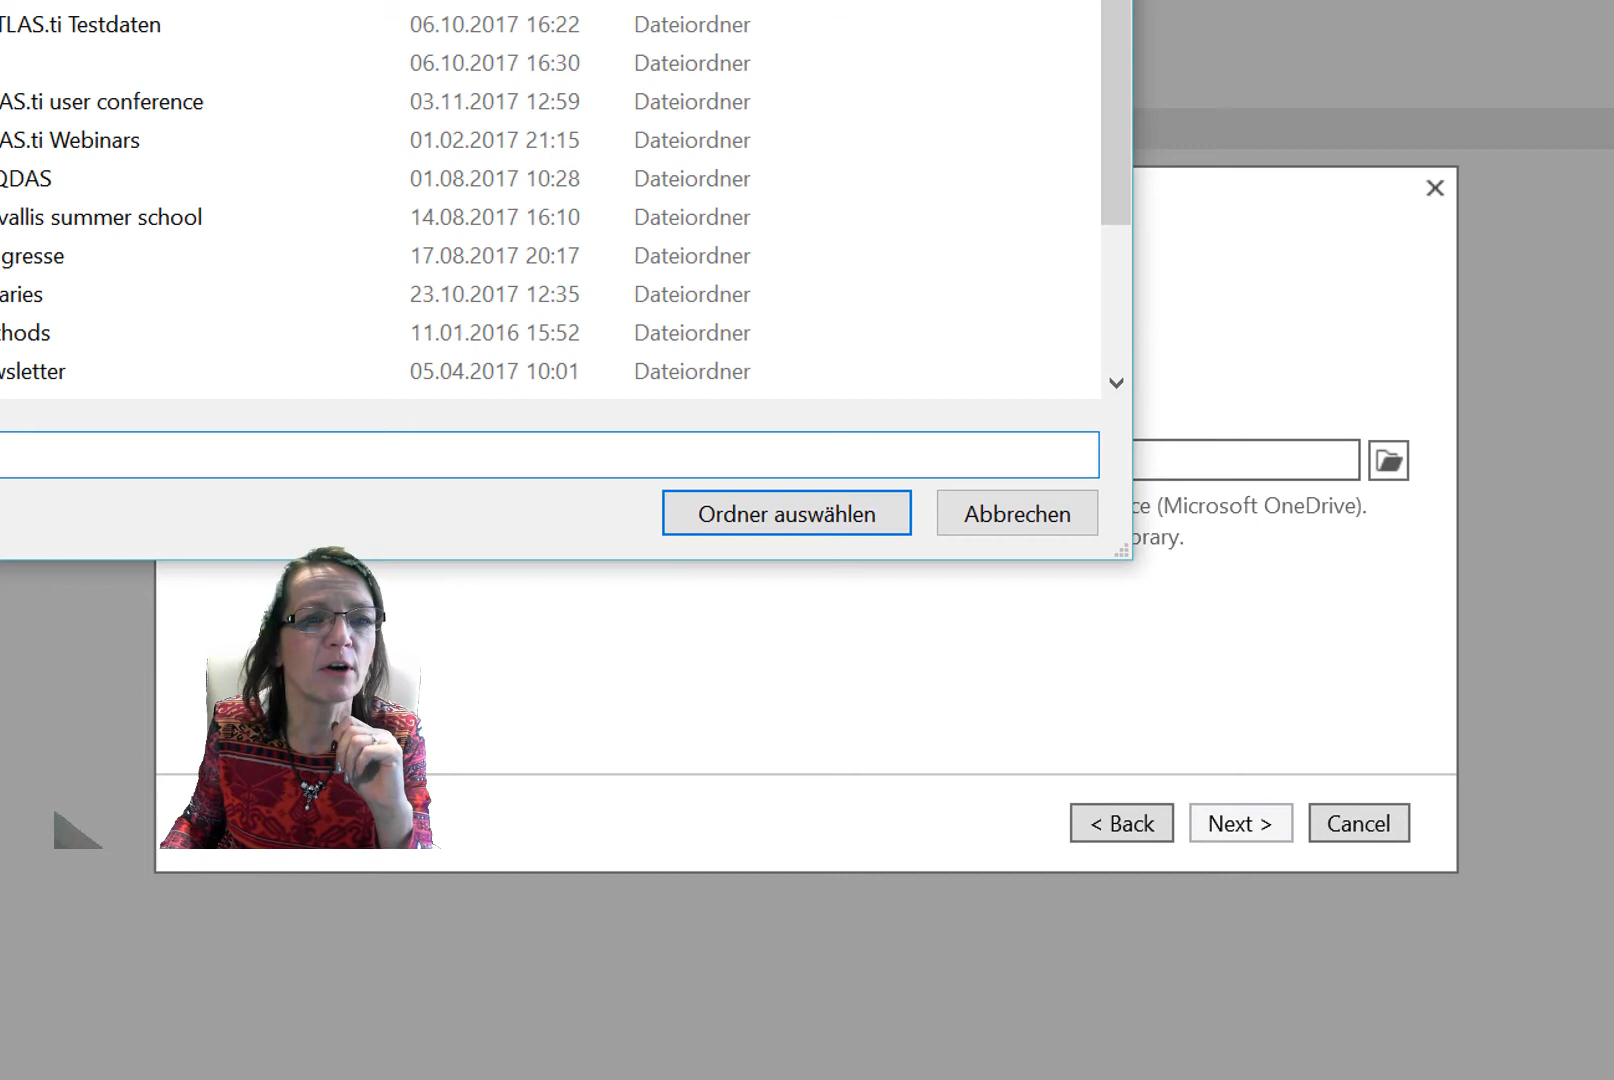 TLAS.ti Testdaten 06.10.2017 16:22 Dateiordner
06.10.2017 16:30 Dateiordner
AS.ti user conference 03.11.2017 12:59 Dateiordner
AS.ti Webinars 01.02.2017 21:15 Dateiordner
QDAS 01.08.2017 10:28 Dateiordner
vallis summer school 14.08.2017 16:10 Dateiordner
gresse 17.08.2017 20:17 Dateiordner
aries 23.10.2017 12:35 Dateiordner
hods 11.01.2016 15:52 Dateiordner
wsletter 05.04.2017 10:01 Dateiordner
Ordner auswählen Abbrechen
ce (Microsoft OneDrive).
brary.
< Back Next > Cancel